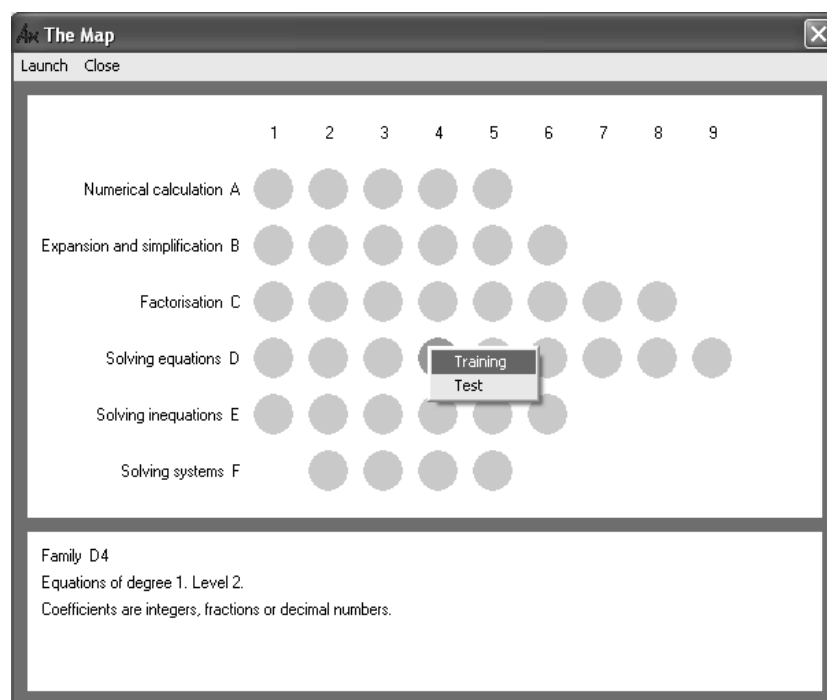 Ax The Map
Launch Close
1 2 3 4 5 6 7 8 9
Numerical calculation A
Expansion and simplification B
Factorisation C
Solving equations D
Training
Test
Solving inequations E
Solving systems F
Family D4
Equations of degree 1. Level 2.
Coefficients are integers, fractions or decimal numbers.